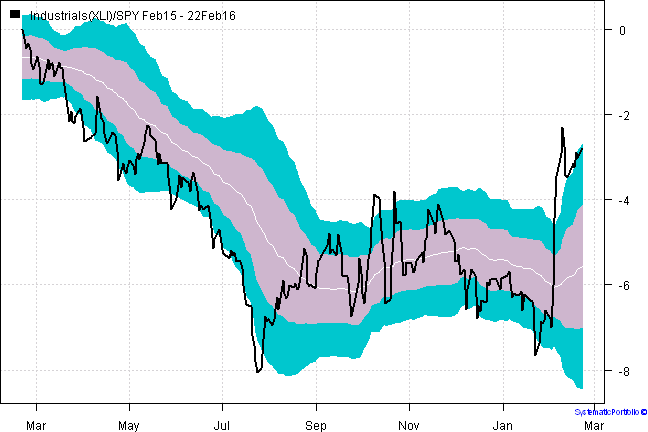 Industrials(XLI)/SPY Feb15 - 22Feb16
0
-2
-4
-6
-8
Mar May Jul Sep Nov Jan Mar
SystematicPortfolio ©